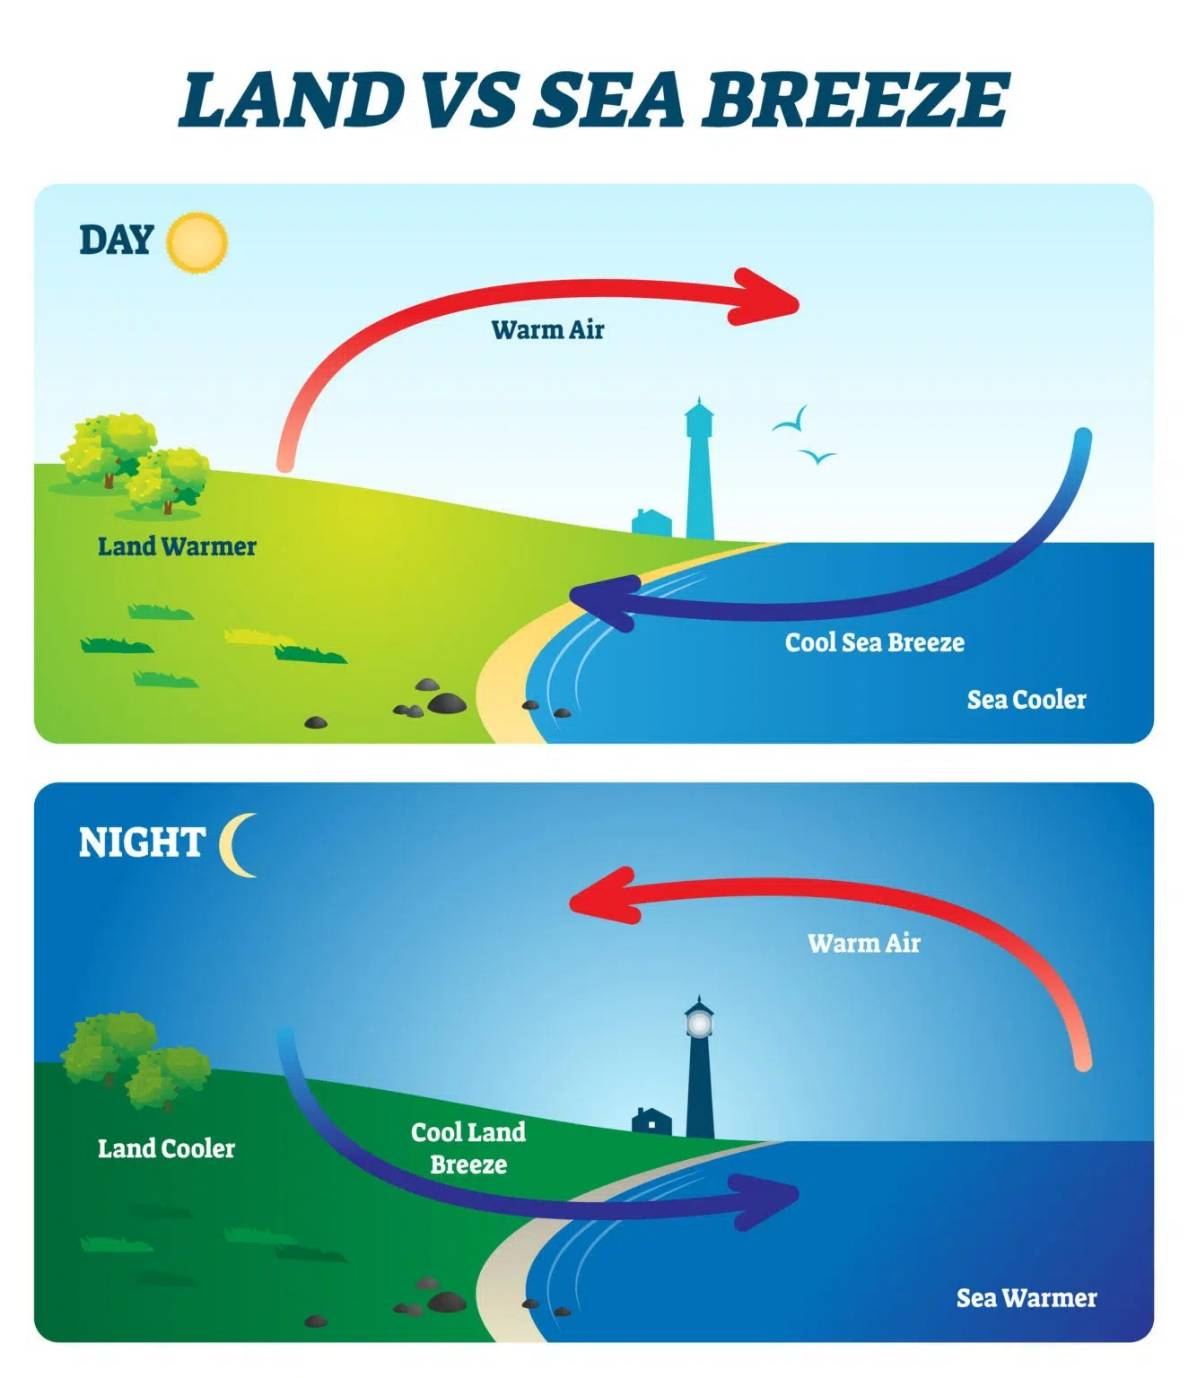 LAND VS SEA BREEZE
DAY
Warm Air
Land Warmer
Cool Sea Breeze
Sea Cooler
NIGHT
Warm Air
Cool Land
Breeze
Land Cooler
Sea Warmer